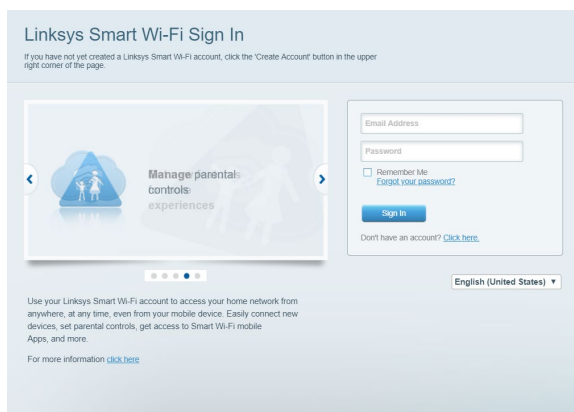 Linksys Smart Wi-Fi Sign In
If you have not yet created a Linksys Smart Wi-Fi account, click the 'Create Account' button in the upper
right corner of the page.
Manage parental
controls
experiences
Email Address
Password
Remember Me
Forgot your password?
Sign In
Don't have an account? Click here.
English (United States)
Use your Linksys Smart Wi-Fi account to access your home network from
anywhere, at any time, even from your mobile device. Easily connect new
devices, set parental controls, get access to Smart Wi-Fi mobile
Apps, and more.
For more information click here